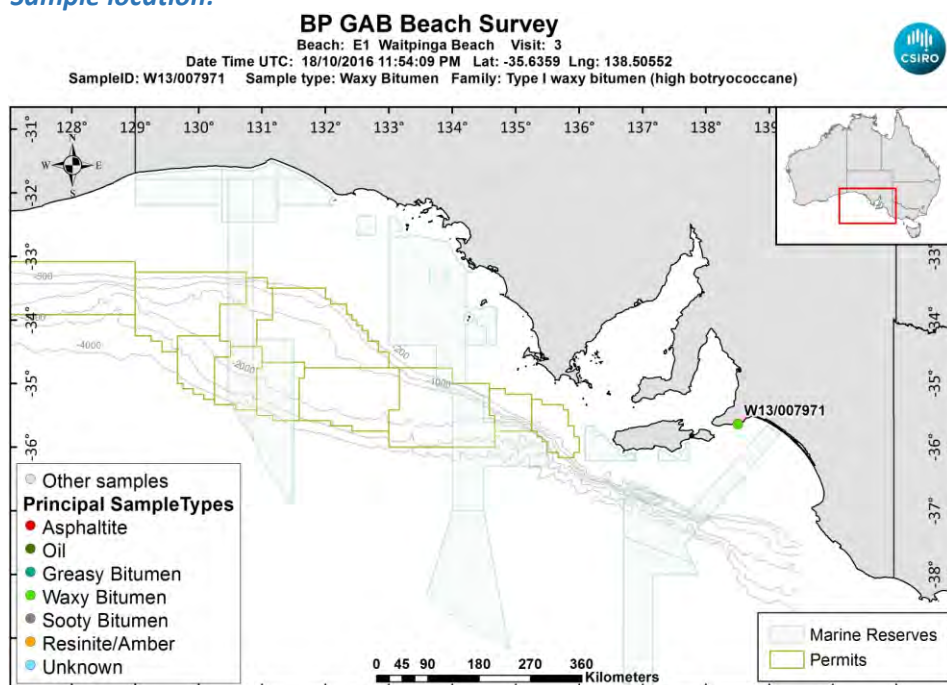 Sample location:
BP GAB Beach Survey
Beach: E1 Waitpinga Beach Visit: 3
Date Time UTC: 18/10/2016 11:54:09 PM Lat: -35.6359 Lng: 138.50552
SampleID: W13/007971 Sample type: Waxy Bitumen Family: Type I waxy bitumen (high botryococcane)
CSIRO
128° 129° 130° 131° 132° 133° 134° 135° 136° 137° 138° 139
-31° -31°
N
W E
S
-32°
-33° -33°
-34° -34°
-35° -35°
-36° -36°
-37° -37°
-38° -38°
-200
-1000
-2000
-4000
W13/007971
Other samples
Principal SampleTypes
Asphaltite
Oil
Greasy Bitumen
Waxy Bitumen
Sooty Bitumen
Resinite/Amber
Unknown
0 45 90 180 270 360
Kilometers
Marine Reserves
Permits